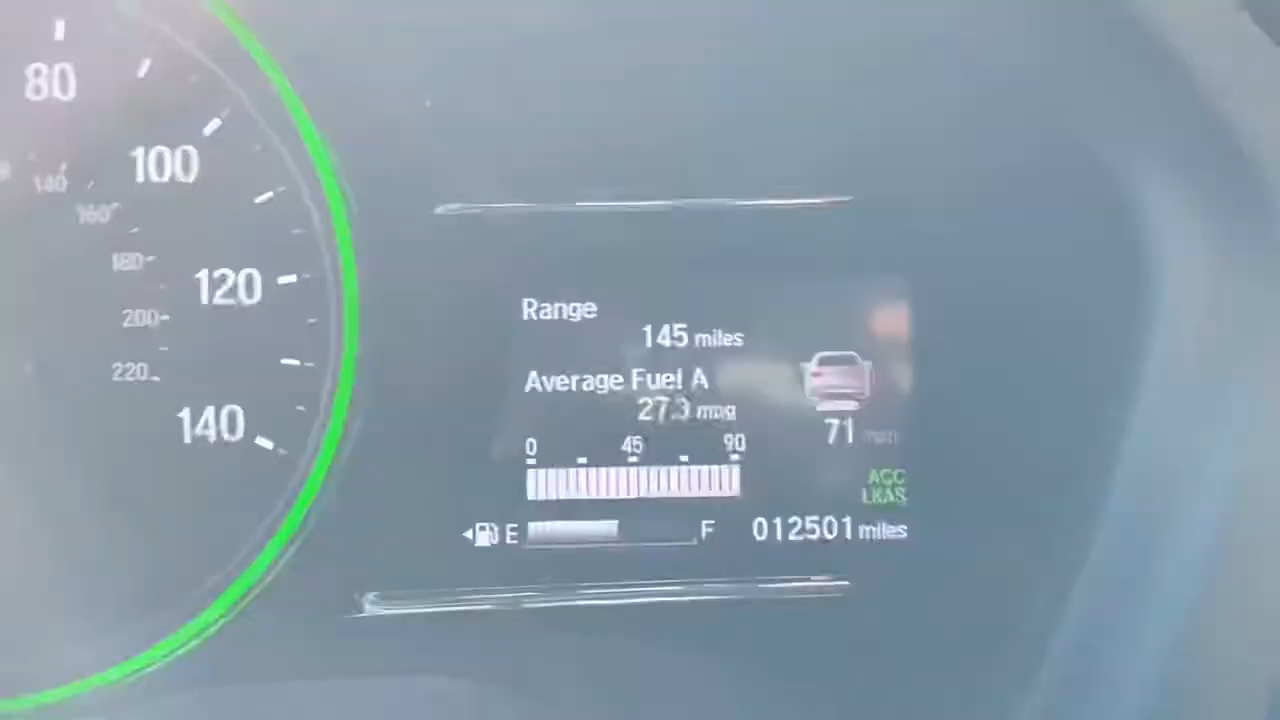 80
100
140
160
180
120
200
220
140
Range
145 miles
Average Fuel A
27.3 mpg
71 mph
0 45 90
ACC
LKAS
E F 012501 miles